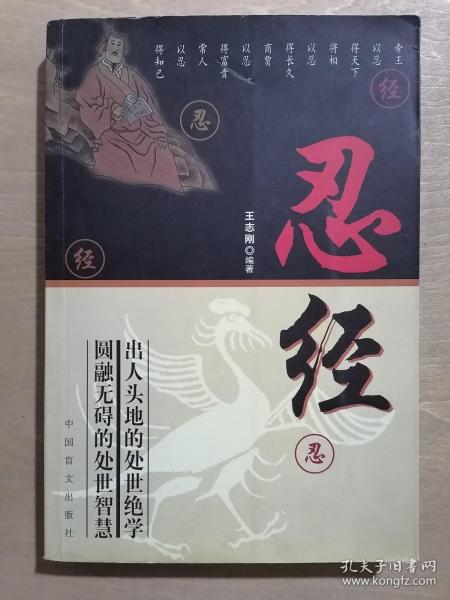 帝王
以忍
得天下
将相
以忍
得长久
商贾
以忍
得富贵
常人
以忍
得知己
经
忍
经
忍
经
忍
王志刚◎编著
出人头地的处世绝学
圆融无碍的处世智慧
中国盲文出版社
孔夫子旧书网
www.kongfz.com